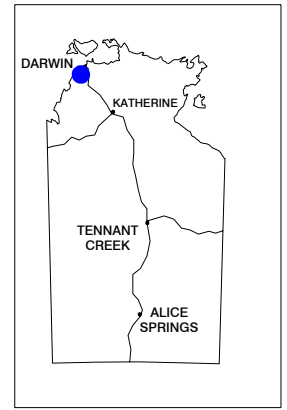 DARWIN
KATHERINE
TENNANT
CREEK
ALICE
SPRINGS